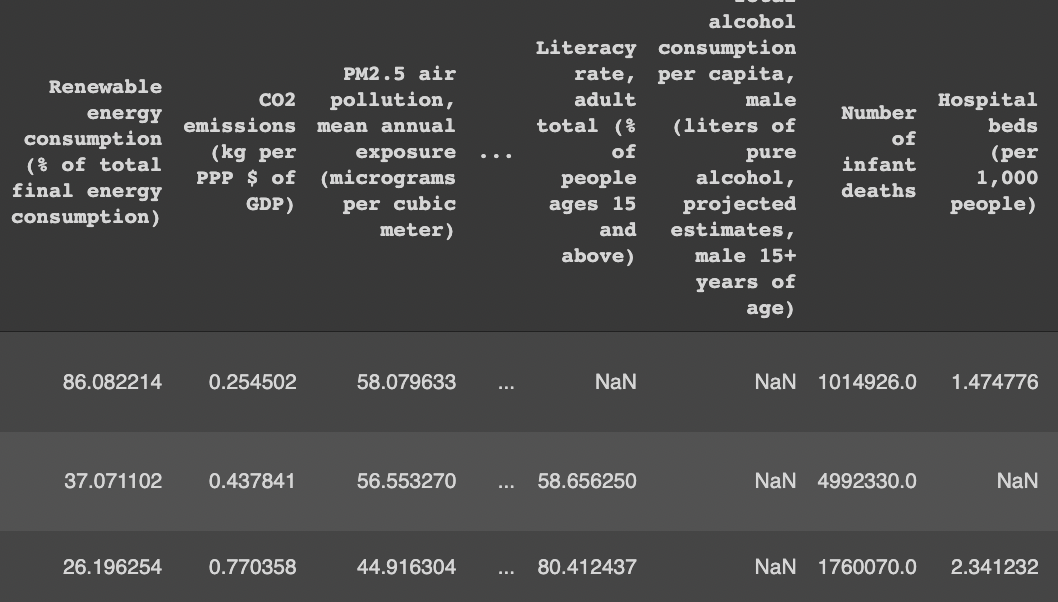 Renewable
energy
consumption
(% of total
final energy
consumption)
CO2
emissions
(kg per
PPP $ of
GDP)
PM2.5 air
pollution,
mean annual
exposure
(micrograms
per cubic
meter)
...
Literacy
rate,
adult
total (%
of
people
ages 15
and
above)
alcohol
consumption
per capita,
male
(liters of
pure
alcohol,
projected
estimates,
male 15+
years of
age)
Number
of
infant
deaths
Hospital
beds
(per
1,000
people)
86.082214 0.254502 58.079633 ... NaN NaN 1014926.0 1.474776
37.071102 0.437841 56.553270 ... 58.656250 NaN 4992330.0 NaN
26.196254 0.770358 44.916304 ... 80.412437 NaN 1760070.0 2.341232